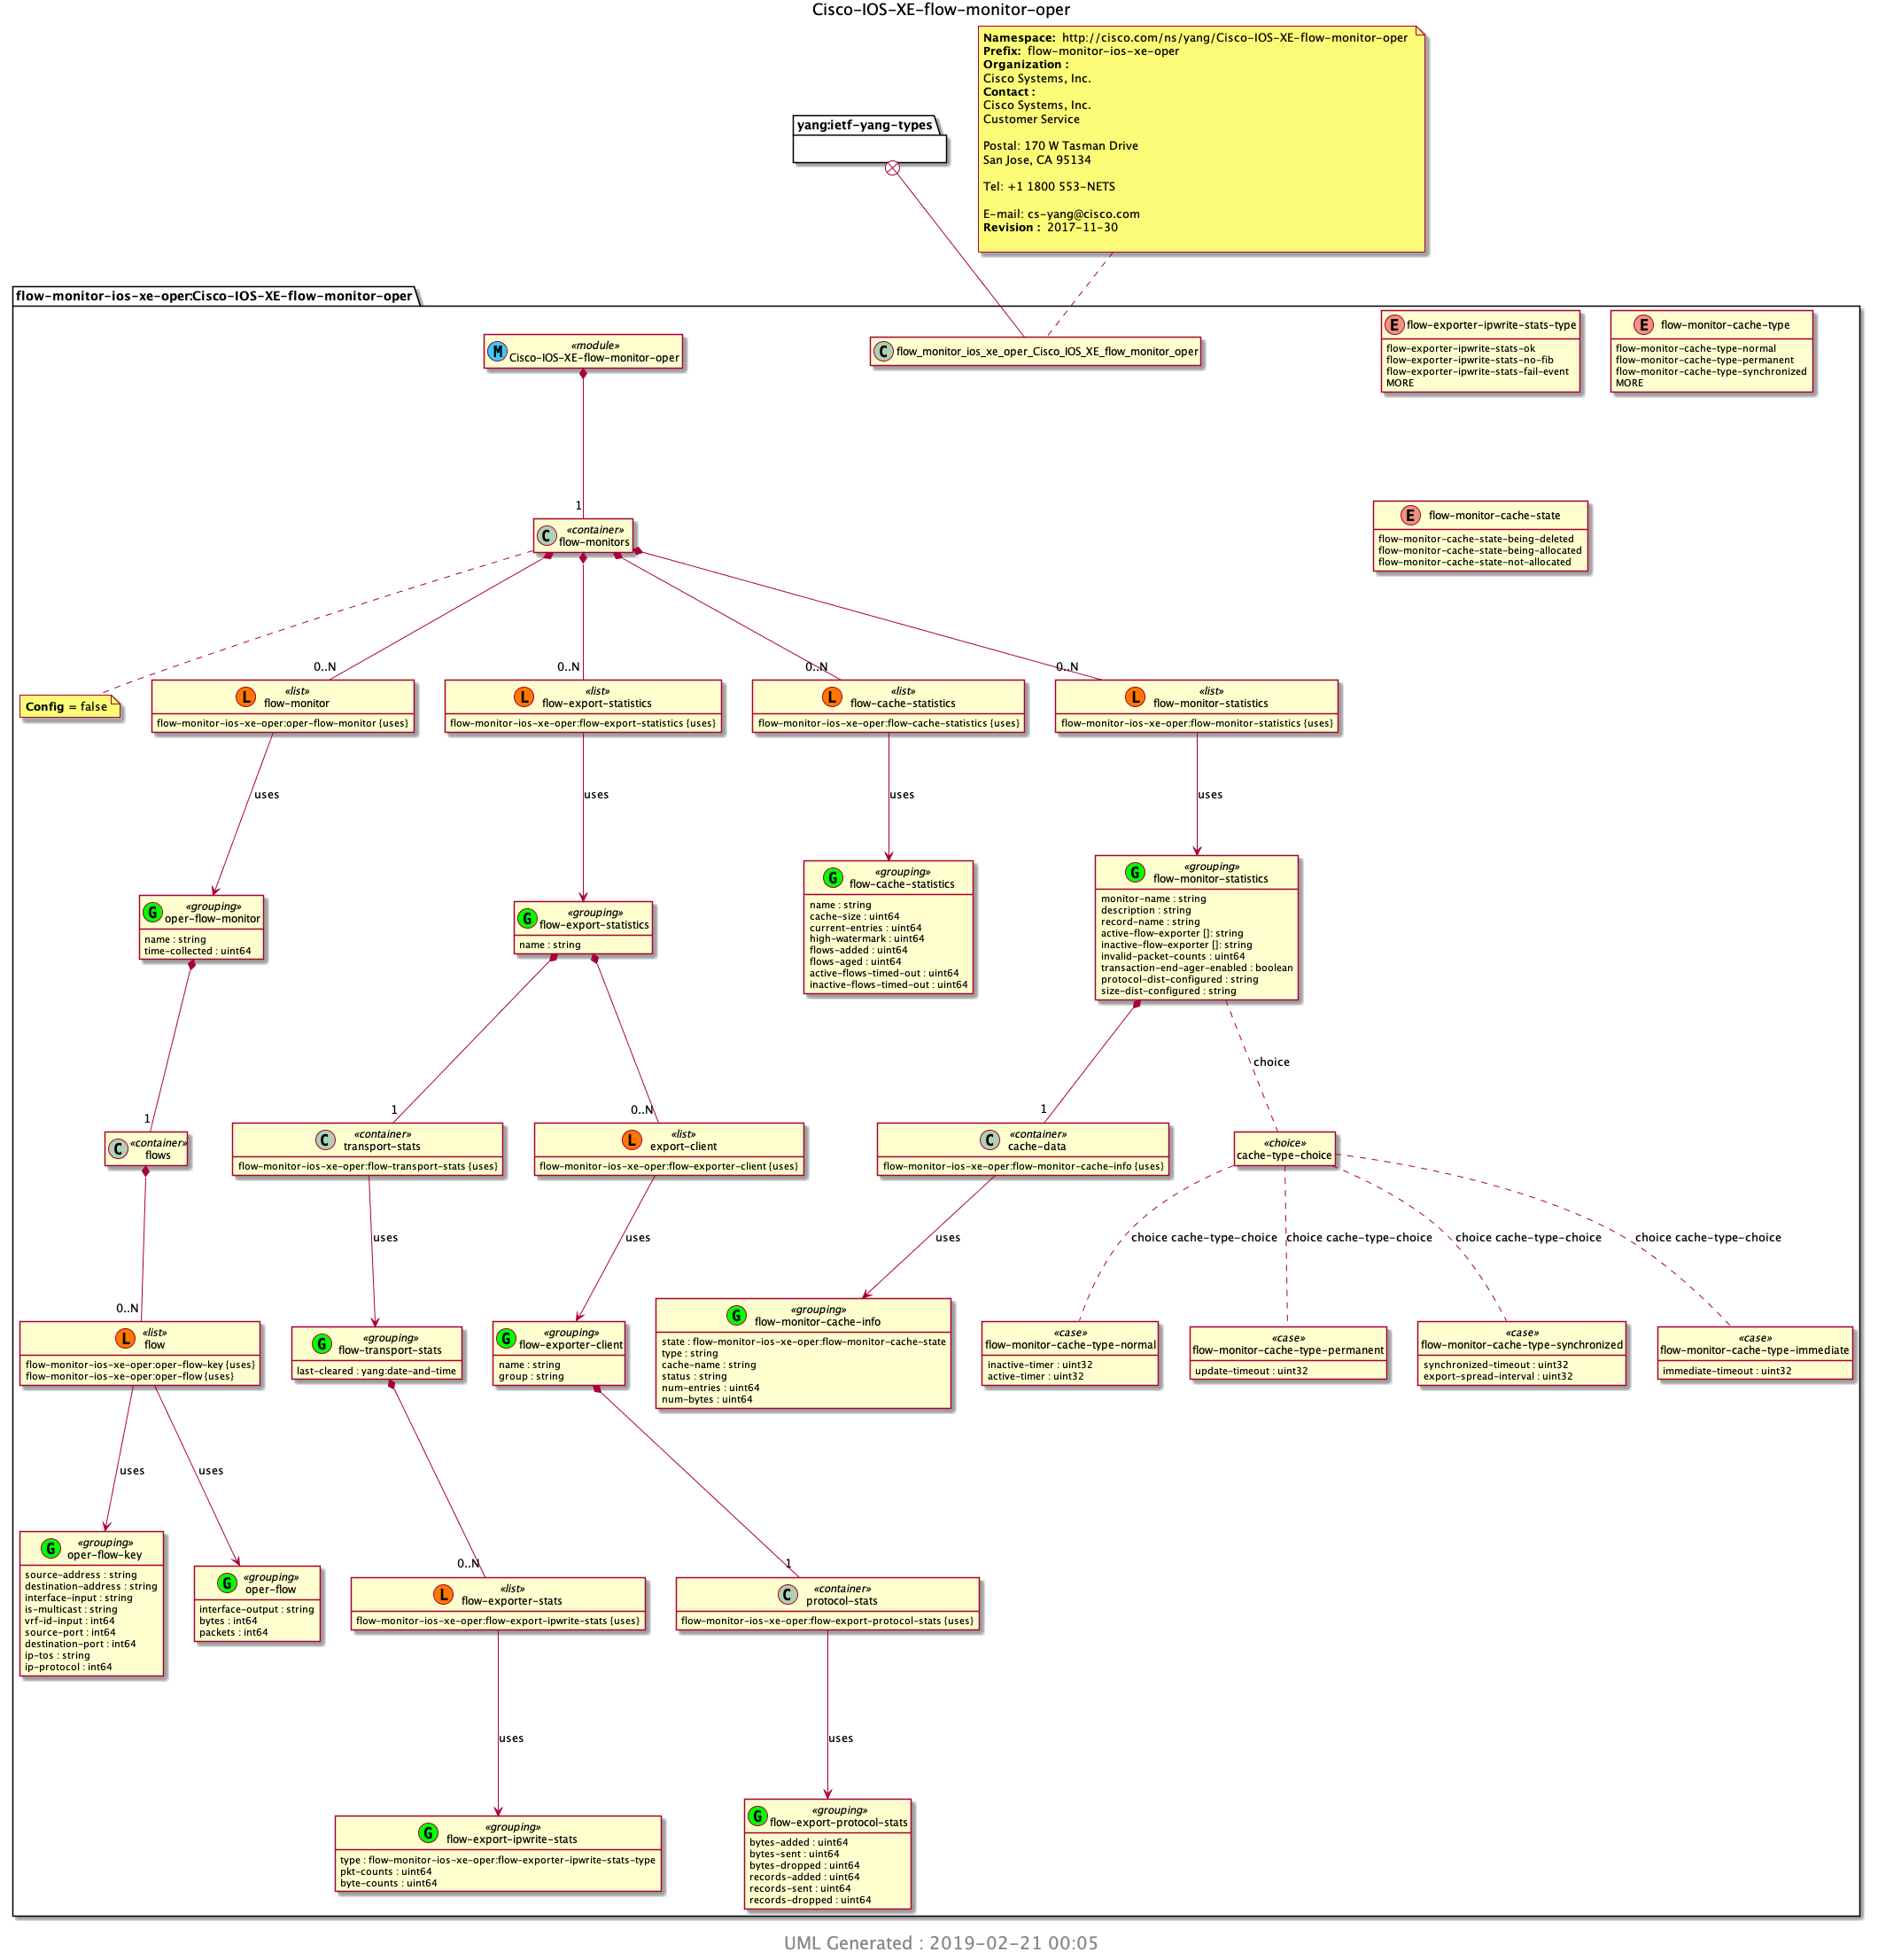 Cisco-IOS-XE-flow-monitor-oper
Namespace: http://cisco.com/ns/yang/Cisco-IOS-XE-flow-monitor-oper
Prefix: flow-monitor-ios-xe-oper
Organization :
Cisco Systems, Inc.
Contact :
Cisco Systems, Inc.
Customer Service
Postal: 170 W Tasman Drive
San Jose, CA 95134
Tel: +1 1800 553-NETS
E-mail: cs-yang@cisco.com
Revision : 2017-11-30
yang:ietf-yang-types
flow-monitor-ios-xe-oper:Cisco-IOS-XE-flow-monitor-oper
M
«module»
Cisco-IOS-XE-flow-monitor-oper
C flow_monitor_ios_xe_oper_Cisco_IOS_XE_flow_monitor_oper
E flow-exporter-ipwrite-stats-type
flow-exporter-ipwrite-stats-ok
flow-exporter-ipwrite-stats-no-fib
flow-exporter-ipwrite-stats-fail-event
MORE
E flow-monitor-cache-type
flow-monitor-cache-type-normal
flow-monitor-cache-type-permanent
flow-monitor-cache-type-synchronized
MORE
1
C
«container»
flow-monitors
E flow-monitor-cache-state
flow-monitor-cache-state-being-deleted
flow-monitor-cache-state-being-allocated
flow-monitor-cache-state-not-allocated
0..N
0..N
0..N
0..N
Config = false
L
«list»
flow-monitor
flow-monitor-ios-xe-oper:oper-flow-monitor {uses}
L
«list»
flow-export-statistics
flow-monitor-ios-xe-oper:flow-export-statistics {uses}
L
«list»
flow-cache-statistics
flow-monitor-ios-xe-oper:flow-cache-statistics {uses}
L
«list»
flow-monitor-statistics
flow-monitor-ios-xe-oper:flow-monitor-statistics {uses}
uses
uses
uses
uses
G
«grouping»
oper-flow-monitor
name : string
time-collected : uint64
G
«grouping»
flow-export-statistics
name : string
G
«grouping»
flow-cache-statistics
name : string
cache-size : uint64
current-entries : uint64
high-watermark : uint64
flows-added : uint64
flows-aged : uint64
active-flows-timed-out : uint64
inactive-flows-timed-out : uint64
G
«grouping»
flow-monitor-statistics
monitor-name : string
description : string
record-name : string
active-flow-exporter []: string
inactive-flow-exporter []: string
invalid-packet-counts : uint64
transaction-end-ager-enabled : boolean
protocol-dist-configured : string
size-dist-configured : string
choice
1
1
0..N
1
C
«container»
flows
C
«container»
transport-stats
flow-monitor-ios-xe-oper:flow-transport-stats {uses}
L
«list»
export-client
flow-monitor-ios-xe-oper:flow-exporter-client {uses}
C
«container»
cache-data
flow-monitor-ios-xe-oper:flow-monitor-cache-info {uses}
«choice»
cache-type-choice
uses
uses
uses
choice cache-type-choice
choice cache-type-choice
choice cache-type-choice
choice cache-type-choice
0..N
L
«list»
flow
flow-monitor-ios-xe-oper:oper-flow-key {uses}
flow-monitor-ios-xe-oper:oper-flow {uses}
G
«grouping»
flow-transport-stats
last-cleared : yang:date-and-time
G
«grouping»
flow-exporter-client
name : string
group : string
G
«grouping»
flow-monitor-cache-info
state : flow-monitor-ios-xe-oper:flow-monitor-cache-state
type : string
cache-name : string
status : string
num-entries : uint64
num-bytes : uint64
«case»
flow-monitor-cache-type-normal
inactive-timer : uint32
active-timer : uint32
«case»
flow-monitor-cache-type-permanent
update-timeout : uint32
«case»
flow-monitor-cache-type-synchronized
synchronized-timeout : uint32
export-spread-interval : uint32
«case»
flow-monitor-cache-type-immediate
immediate-timeout : uint32
uses
uses
G
«grouping»
oper-flow-key
source-address : string
destination-address : string
interface-input : string
is-multicast : string
vrf-id-input : int64
source-port : int64
destination-port : int64
ip-tos : string
ip-protocol : int64
G
«grouping»
oper-flow
interface-output : string
bytes : int64
packets : int64
0..N
L
«list»
flow-exporter-stats
flow-monitor-ios-xe-oper:flow-export-ipwrite-stats {uses}
1
C
«container»
protocol-stats
flow-monitor-ios-xe-oper:flow-export-protocol-stats {uses}
uses
uses
G
«grouping»
flow-export-ipwrite-stats
type : flow-monitor-ios-xe-oper:flow-exporter-ipwrite-stats-type
pkt-counts : uint64
byte-counts : uint64
G
«grouping»
flow-export-protocol-stats
bytes-added : uint64
bytes-sent : uint64
bytes-dropped : uint64
records-added : uint64
records-sent : uint64
records-dropped : uint64
UML Generated : 2019-02-21 00:05